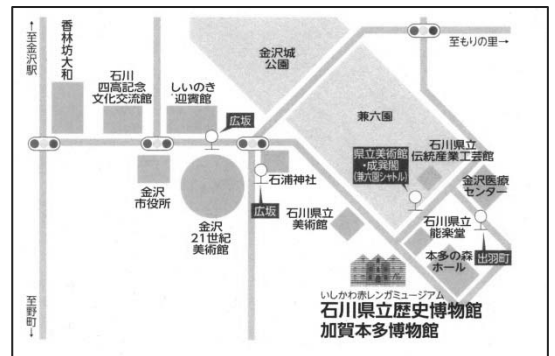 ←至金沢駅
香林坊大和
石川
四高記念
文化交流館
しいのき
迎賓館
広坂
金沢城
公園
至もりの里→
兼六園
石川県立
伝統産業工芸館
県立美術館
・成巽閣
(兼六園シャトル)
金沢医療
センター
金沢
市役所
金沢
21世紀
美術館
石浦神社
広坂
石川県立
美術館
石川県立
能楽堂
本多の森
ホール
出羽町
←至野町
いしかわ赤レンガミュージアム
石川県立歴史博物館
加賀本多博物館